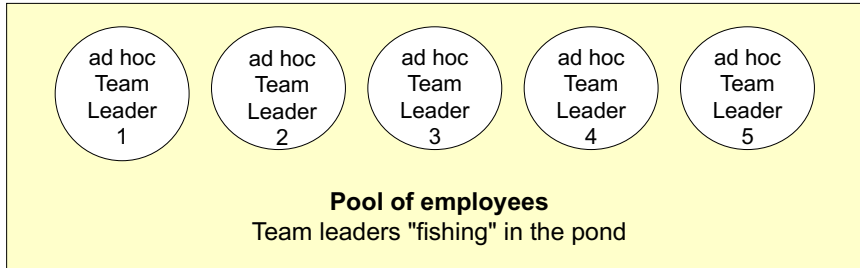 ad hoc
Team
Leader
1
ad hoc
Team
Leader
2
ad hoc
Team
Leader
3
ad hoc
Team
Leader
4
ad hoc
Team
Leader
5
Pool of employees
Team leaders "fishing" in the pond